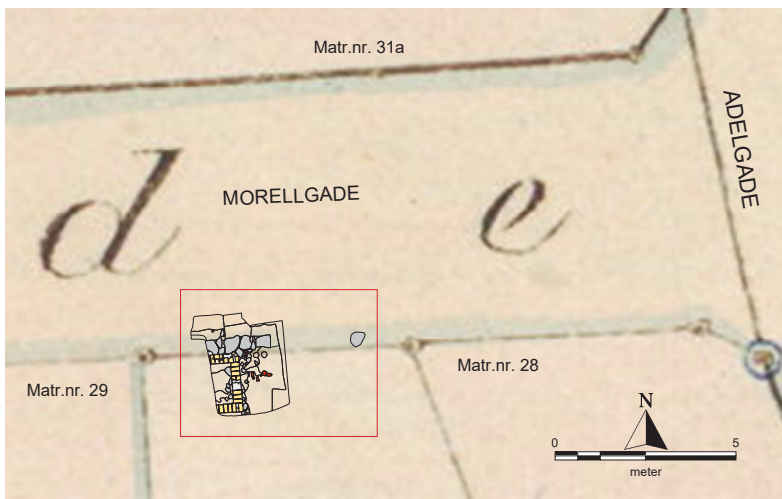 Matr.nr. 31a
ADELGADE
d e
MORELLGADE
Matr.nr. 28
Matr.nr. 29
N
0 5
meter